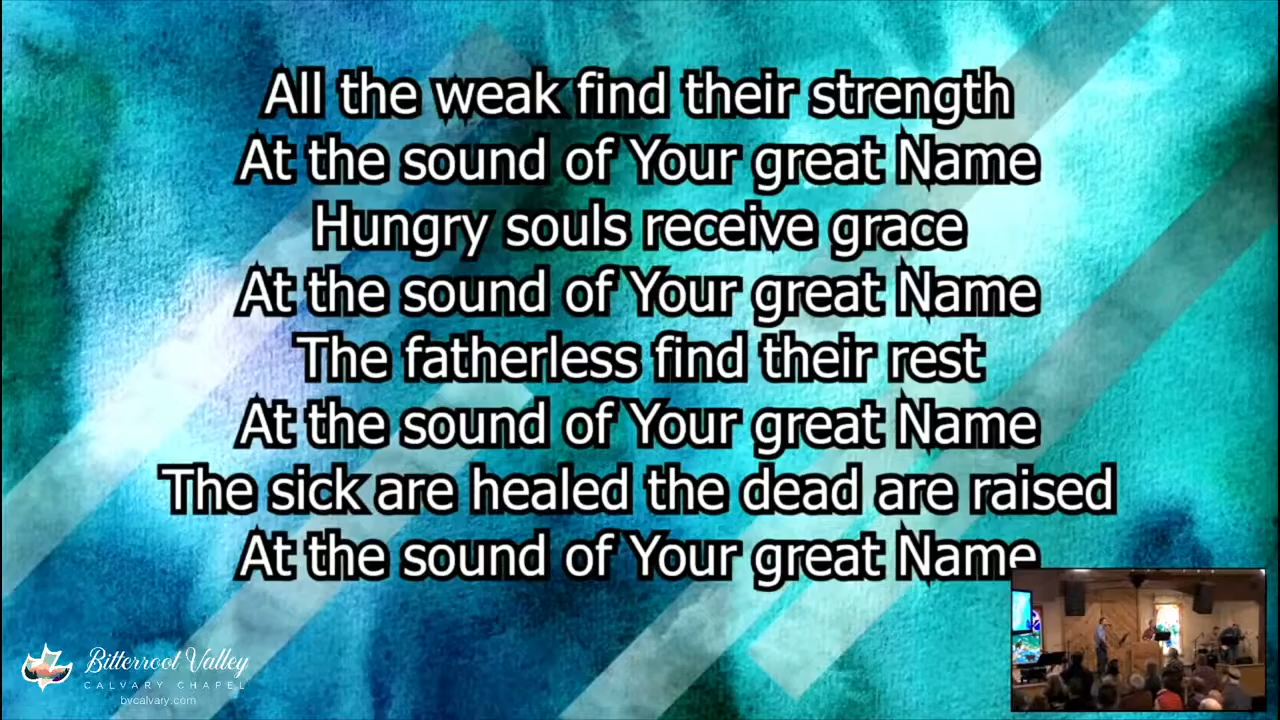 All the weak find their strength
At the sound of Your great Name
Hungry souls receive grace
At the sound of Your great Name
The fatherless find their rest
At the sound of Your great Name
The sick are healed the dead are raised
At the sound of Your great Name
Bitterroot Valley
CALVARY CHAPEL
bvcalvary.com